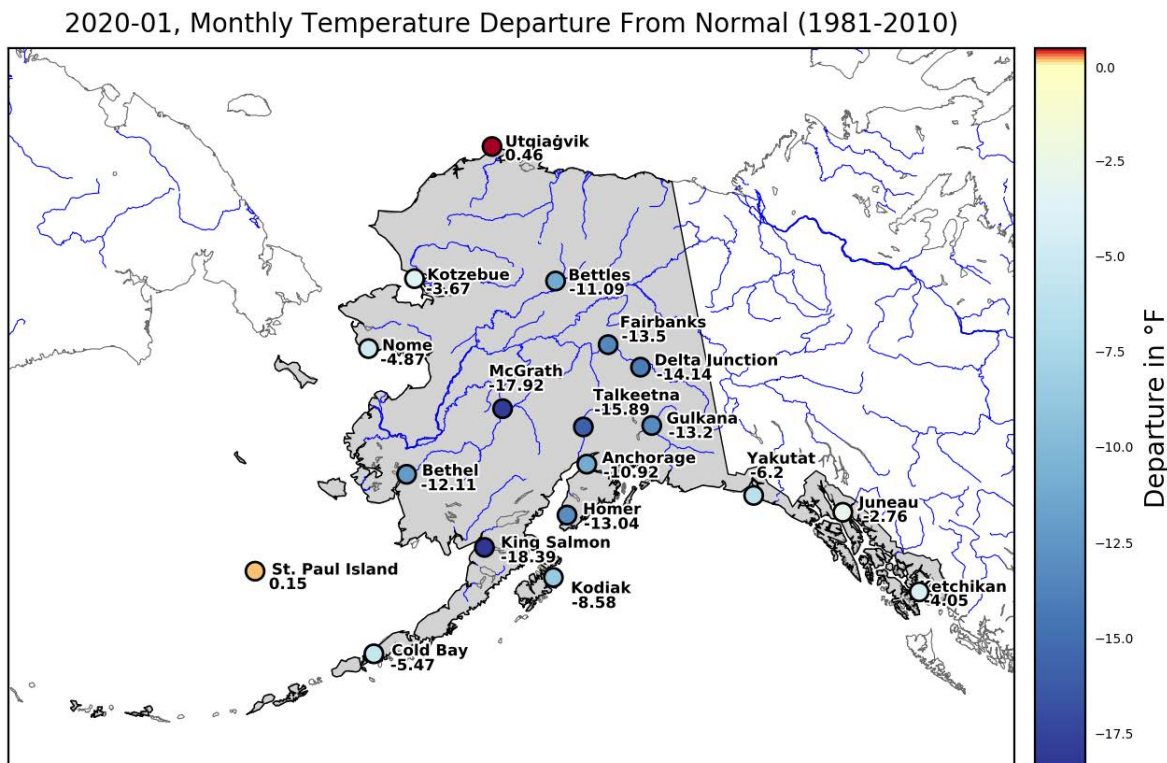 2020-01, Monthly Temperature Departure From Normal (1981-2010)
Utqiaġvik
0.46
Kotzebue
-3.67
Bettles
-11.09
Fairbanks
-13.5
Nome
-4.87
Delta Junction
-14.14
McGrath
-17.92
Talkeetna
-15.89
Gulkana
-13.2
Anchorage
-10.92
Yakutat
-6.2
Bethel
-12.11
Juneau
-2.76
Homer
-13.04
King Salmon
-18.39
St. Paul Island
0.15
Kodiak
-8.58
Ketchikan
-4.05
Cold Bay
-5.47
0.0
−2.5
−5.0
−7.5
−10.0
−12.5
−15.0
−17.5
Departure in °F